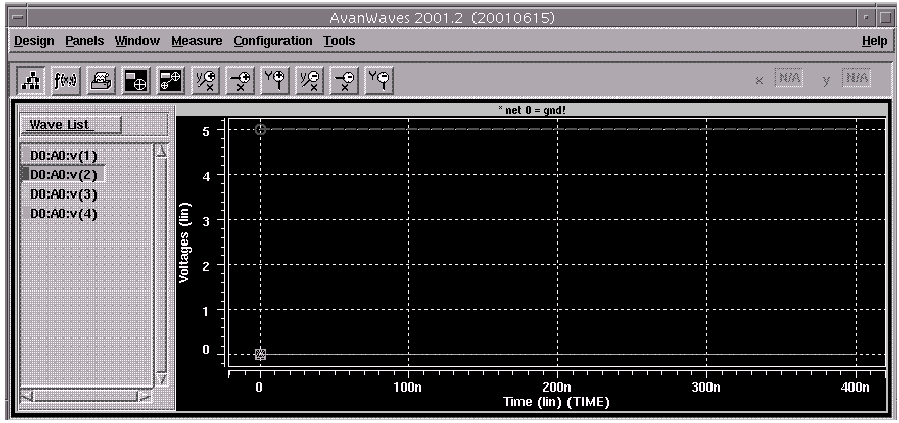 AvanWaves 2001.2 (20010615)
Design Panels Window Measure Configuration Tools Help
f(x)
x N/A y N/A
Wave List
D0:A0:v(1)
D0:A0:v(2)
D0:A0:v(3)
D0:A0:v(4)
* net 0 = gnd!
Voltages (lin)
5
4
3
2
1
0
0 100n 200n 300n 400n
Time (lin) (TIME)